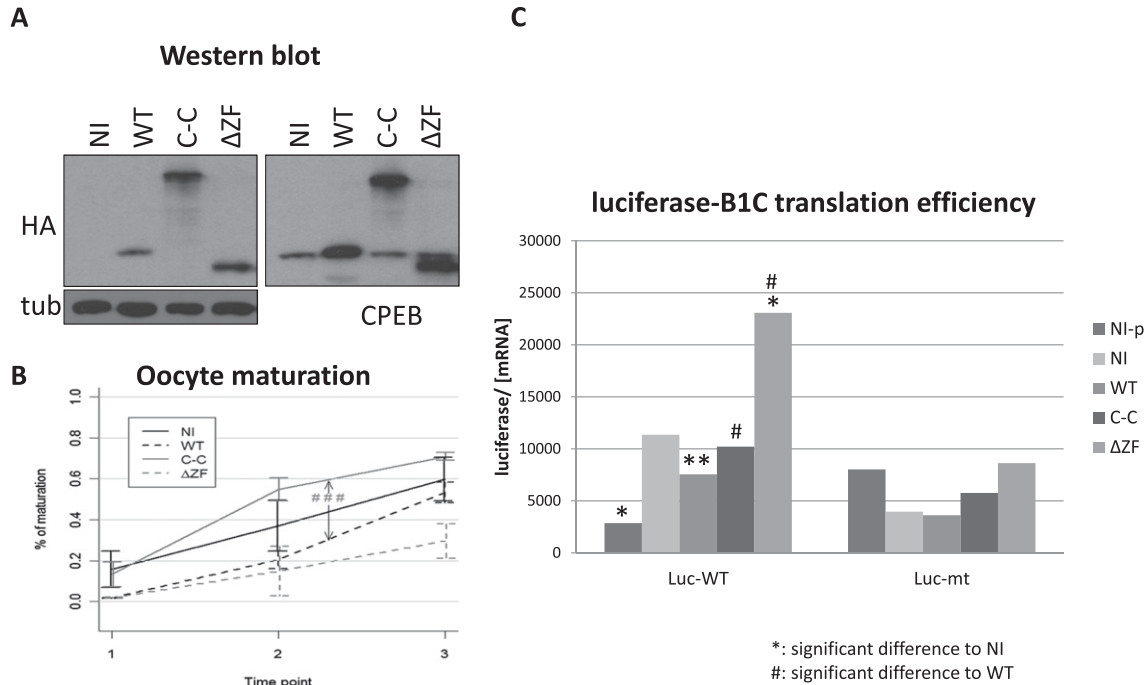 A
Western blot
NI WT C-C ΔZF NI WT C-C ΔZF
HA
tub
CPEB
B
Oocyte maturation
NI
WT
C-C
ΔZF
% of maturation
0.0 0.2 0.4 0.6 0.8 1.0
###
1 2 3
Time point
C
luciferase-B1C translation efficiency
luciferase/ [mRNA]
30000
25000
20000
15000
10000
5000
0
*
**
#
#
*
Luc-WT Luc-mt
NI-p
NI
WT
C-C
ΔZF
*: significant difference to NI
#: significant difference to WT